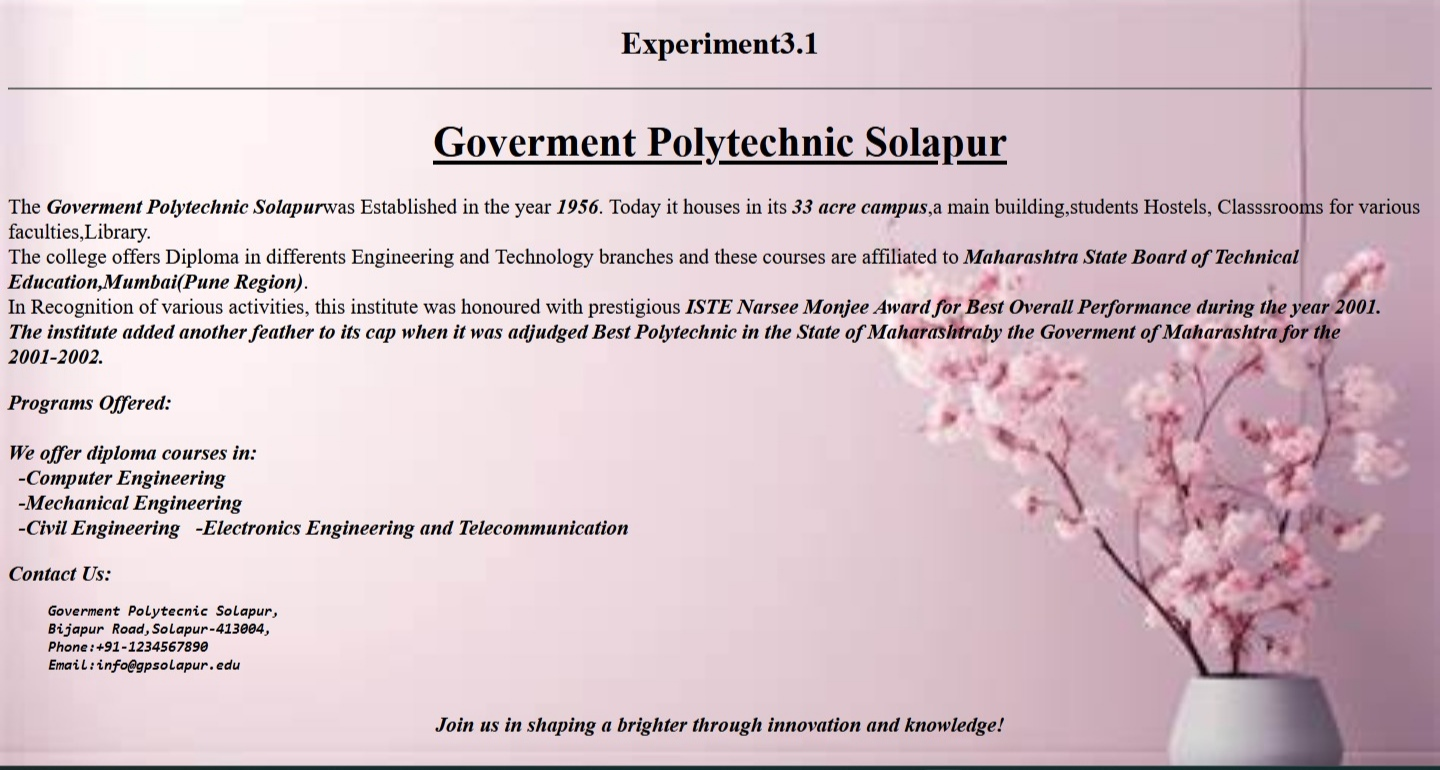 Experiment3.1
Goverment Polytechnic Solapur
The Goverment Polytechnic Solapurwas Established in the year 1956. Today it houses in its 33 acre campus,a main building,students Hostels, Classsrooms for various
faculties,Library.
The college offers Diploma in differents Engineering and Technology branches and these courses are affiliated to Maharashtra State Board of Technical
Education,Mumbai(Pune Region).
In Recognition of various activities, this institute was honoured with prestigious ISTE Narsee Monjee Award for Best Overall Performance during the year 2001.
The institute added another feather to its cap when it was adjudged Best Polytechnic in the State of Maharashtraby the Goverment of Maharashtra for the
2001-2002.
Programs Offered:
We offer diploma courses in:
-Computer Engineering
-Mechanical Engineering
-Civil Engineering   -Electronics Engineering and Telecommunication
Contact Us:
Goverment Polytecnic Solapur,
Bijapur Road,Solapur-413004,
Phone:+91-1234567890
Email:info@gpsolapur.edu
Join us in shaping a brighter through innovation and knowledge!